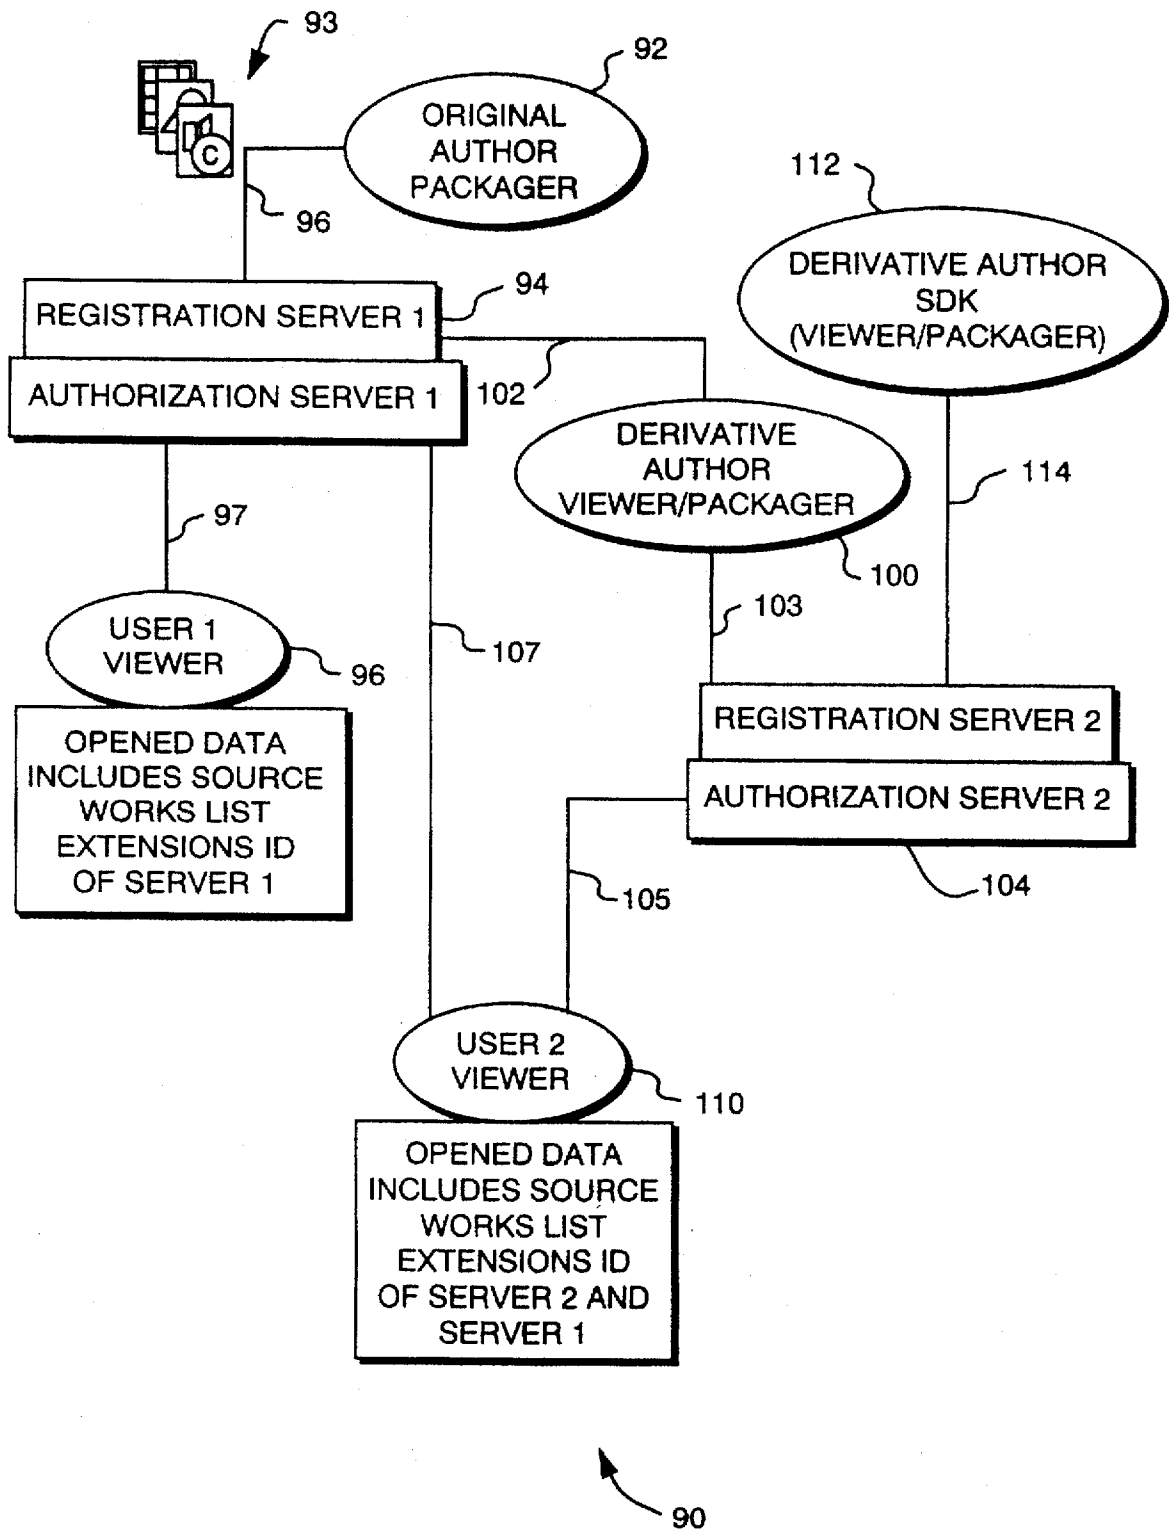 93
92
ORIGINAL
AUTHOR
PACKAGER
C
96
112
DERIVATIVE AUTHOR
SDK
(VIEWER/PACKAGER)
94
REGISTRATION SERVER 1
AUTHORIZATION SERVER 1
102
DERIVATIVE
AUTHOR
VIEWER/PACKAGER
114
97
100
103
USER 1
VIEWER
96
107
OPENED DATA
INCLUDES SOURCE
WORKS LIST
EXTENSIONS ID
OF SERVER 1
REGISTRATION SERVER 2
AUTHORIZATION SERVER 2
105
104
USER 2
VIEWER
110
OPENED DATA
INCLUDES SOURCE
WORKS LIST
EXTENSIONS ID
OF SERVER 2 AND
SERVER 1
90